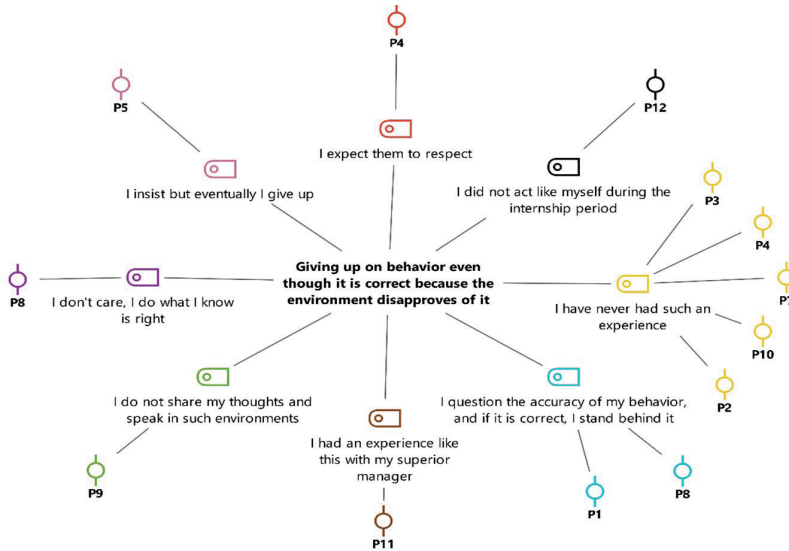 P4
P5
P12
I expect them to respect
I insist but eventually I give up
I did not act like myself during the
internship period
P3
P4
Giving up on behavior even
though it is correct because the
environment disapproves of it
P8
I don't care, I do what I know
is right
I have never had such an
experience
P7
P10
P2
I do not share my thoughts and
speak in such environments
I had an experience like
this with my superior
manager
I question the accuracy of my behavior,
and if it is correct, I stand behind it
P9
P11
P1
P8